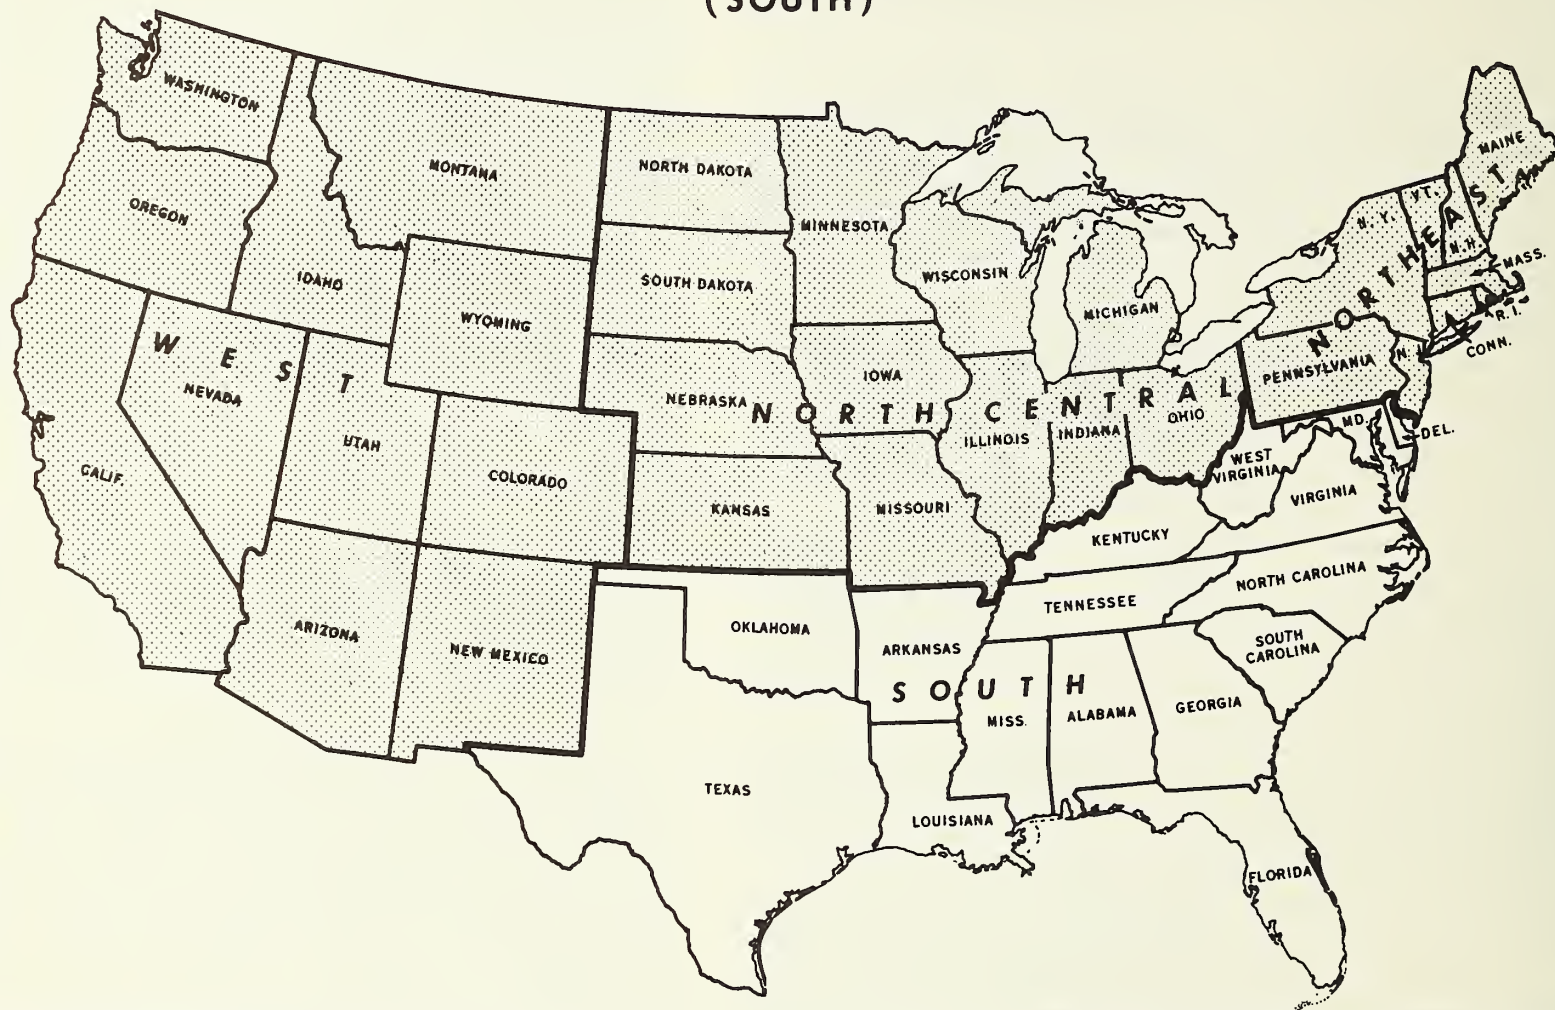 (SOUTH)
WASHINGTON
MONTANA
NORTH DAKOTA
MINNESOTA
MAINE
OREGON
IDAHO
WYOMING
SOUTH DAKOTA
WISCONSIN
MICHIGAN
N. Y.
VT.
N.H.
MASS.
R.I.
CONN.
NORTHEAST
WEST
NEVADA
UTAH
CALIF
COLORADO
NEBRASKA
IOWA
NORTH CENTRAL
ILLINOIS
INDIANA
OHIO
PENNSYLVANIA
N. J.
MD.
DEL.
WEST
VIRGINIA
VIRGINIA
KANSAS
MISSOURI
KENTUCKY
ARIZONA
NEW MEXICO
OKLAHOMA
ARKANSAS
TENNESSEE
NORTH CAROLINA
SOUTH
CAROLINA
SOUTH
MISS.
ALABAMA
GEORGIA
TEXAS
LOUISIANA
FLORIDA